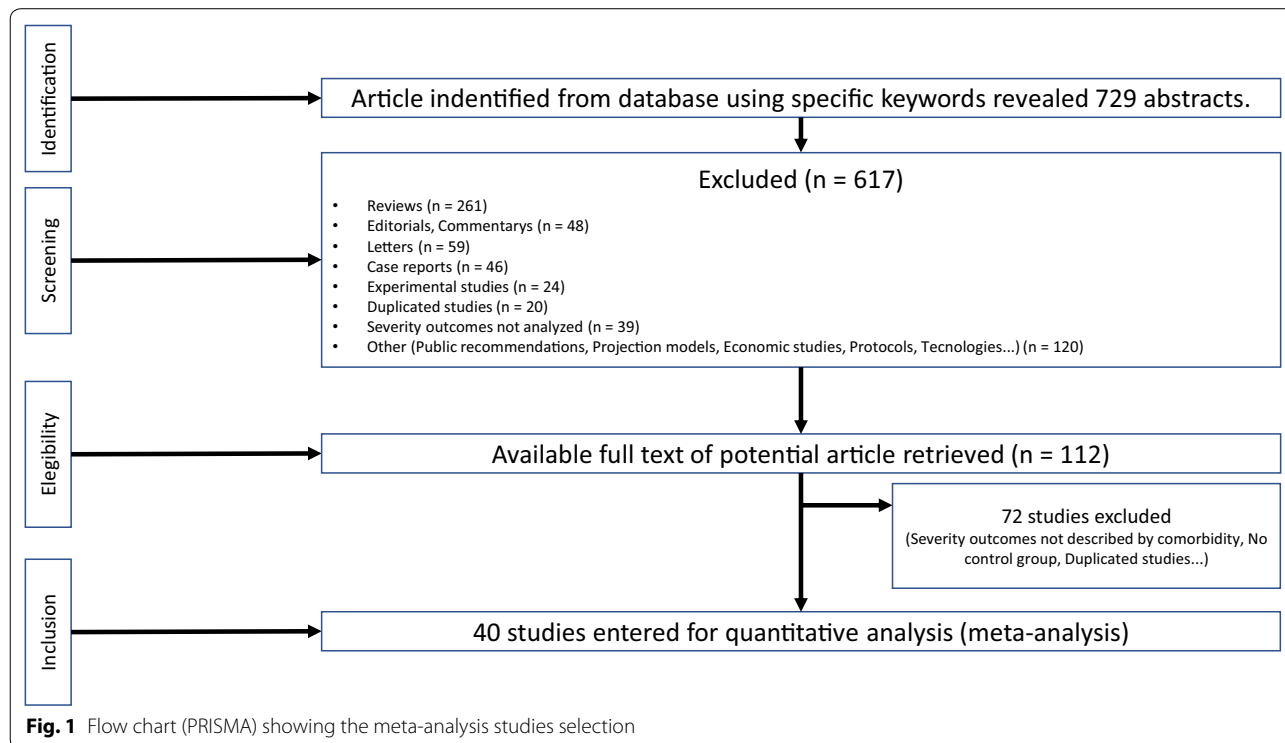 Identification
Article indentified from database using specific keywords revealed 729 abstracts.
Screening
Excluded (n = 617)
• Reviews (n = 261)
• Editorials, Commentarys (n = 48)
• Letters (n = 59)
• Case reports (n = 46)
• Experimental studies (n = 24)
• Duplicated studies (n = 20)
• Severity outcomes not analyzed (n = 39)
• Other (Public recommendations, Projection models, Economic studies, Protocols, Tecnologies...) (n = 120)
Elegibility
Available full text of potential article retrieved (n = 112)
72 studies excluded
(Severity outcomes not described by comorbidity, No
control group, Duplicated studies...)
Inclusion
40 studies entered for quantitative analysis (meta-analysis)
Fig. 1 Flow chart (PRISMA) showing the meta-analysis studies selection